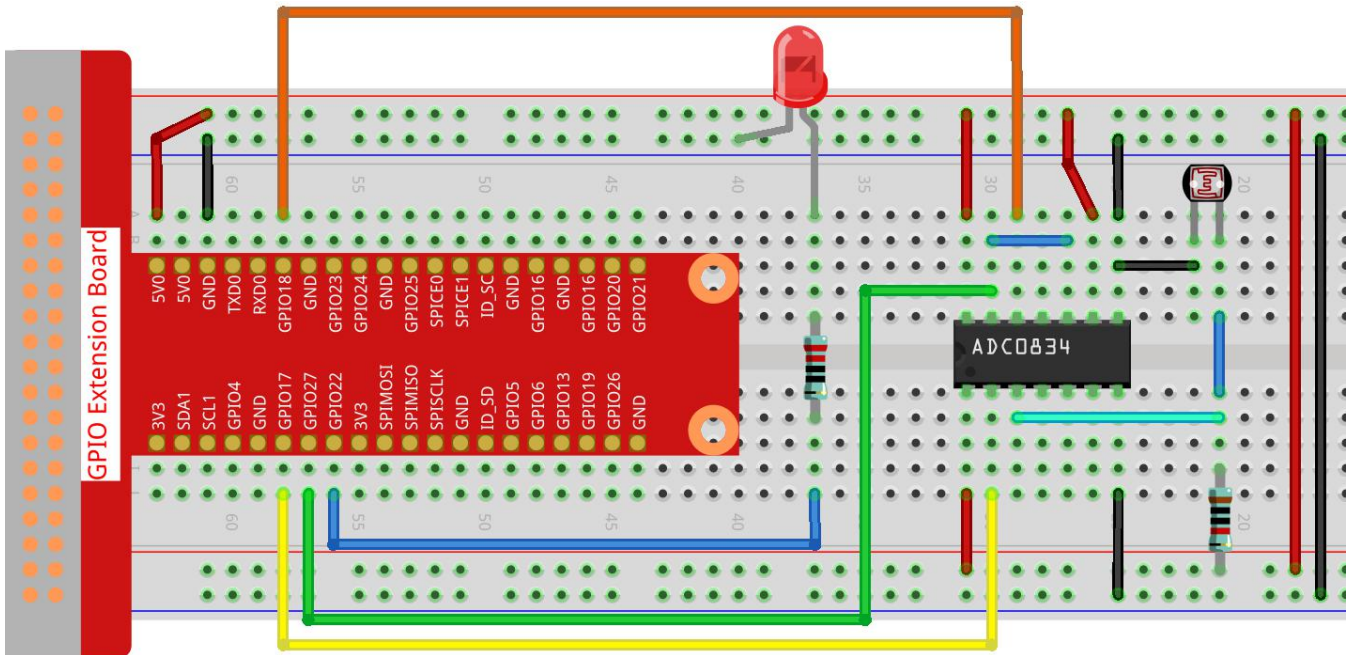 60
55
50
45
40
35
30
20
A
GPIO Extension Board
5V0
5V0
GND
TXD0
RXD0
GPIO18
GND
GPIO23
GPIO24
GND
GPIO25
SPICE0
SPICE1
ID_SC
GND
GPIO16
GND
GPIO16
GPIO20
GPIO21
3V3
SDA1
SCL1
GPIO4
GND
GPIO17
GPIO27
GPIO22
3V3
SPIMOSI
SPIMISO
SPISCLK
GND
ID_SD
GPIO5
GPIO6
GPIO13
GPIO19
GPIO26
GND
ADC0834
60
55
50
45
40
20